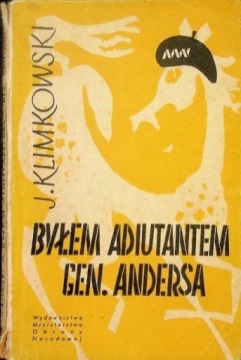 J. KLIMKOWSKI
BYŁEM ADIUTANTEM
GEN. ANDERSA
Wydawnictwo
Ministerstwa
Obrony
Narodowej